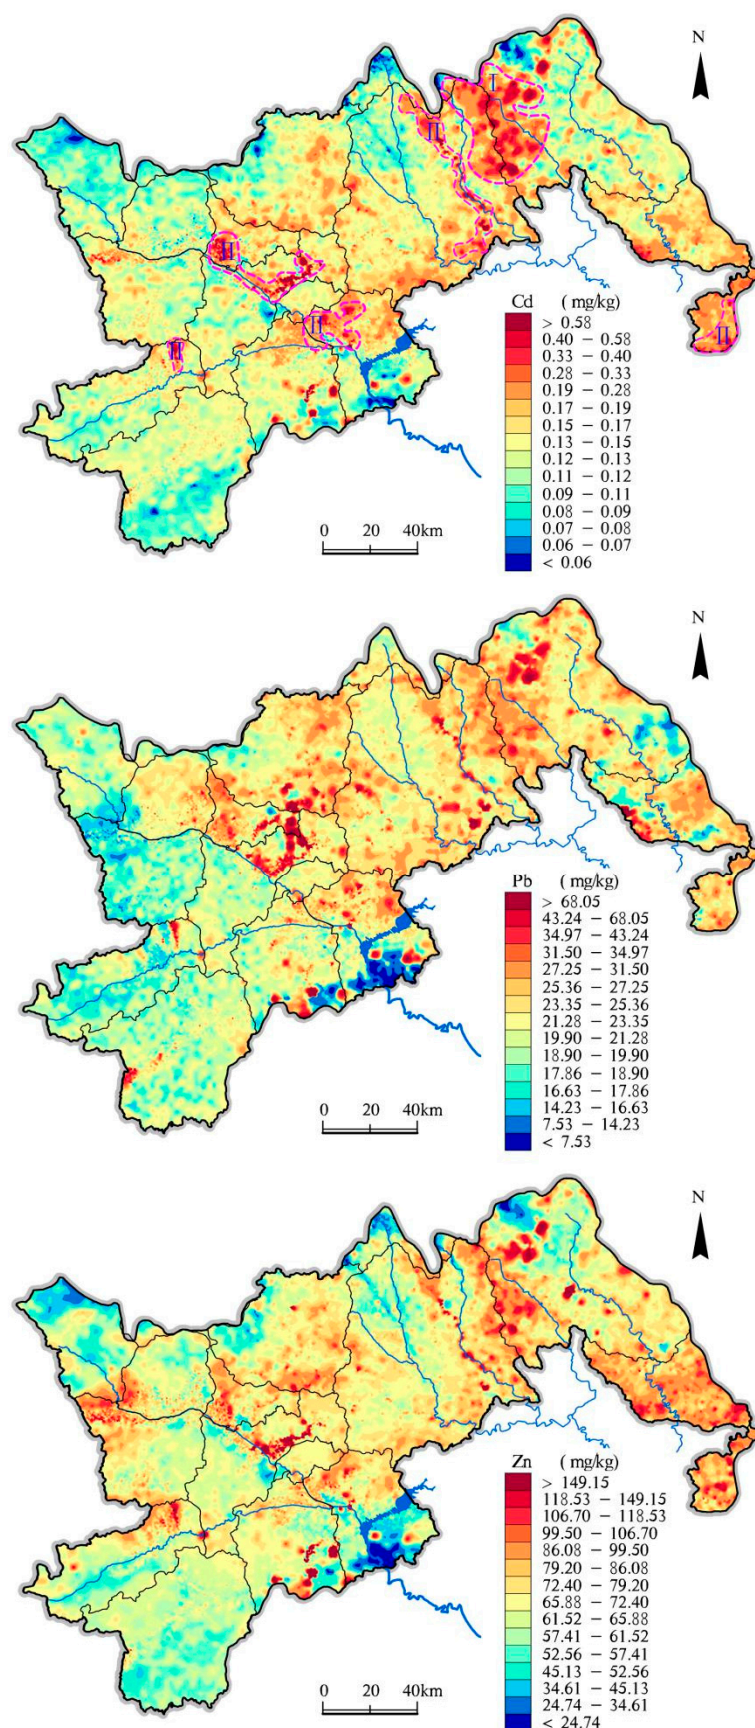 N
I
II
II
II
II
II
Cd ( mg/kg)
> 0.58
0.40 – 0.58
0.33 – 0.40
0.28 – 0.33
0.19 – 0.28
0.17 – 0.19
0.15 – 0.17
0.13 – 0.15
0.12 – 0.13
0.11 – 0.12
0.09 – 0.11
0.08 – 0.09
0.07 – 0.08
0.06 – 0.07
< 0.06
0 20 40km
N
Pb ( mg/kg)
> 68.05
43.24 – 68.05
34.97 – 43.24
31.50 – 34.97
27.25 – 31.50
25.36 – 27.25
23.35 – 25.36
21.28 – 23.35
19.90 – 21.28
18.90 – 19.90
17.86 – 18.90
16.63 – 17.86
14.23 – 16.63
7.53 – 14.23
< 7.53
0 20 40km
N
Zn ( mg/kg)
> 149.15
118.53 – 149.15
106.70 – 118.53
99.50 – 106.70
86.08 – 99.50
79.20 – 86.08
72.40 – 79.20
65.88 – 72.40
61.52 – 65.88
57.41 – 61.52
52.56 – 57.41
45.13 – 52.56
34.61 – 45.13
24.74 – 34.61
< 24.74
0 20 40km